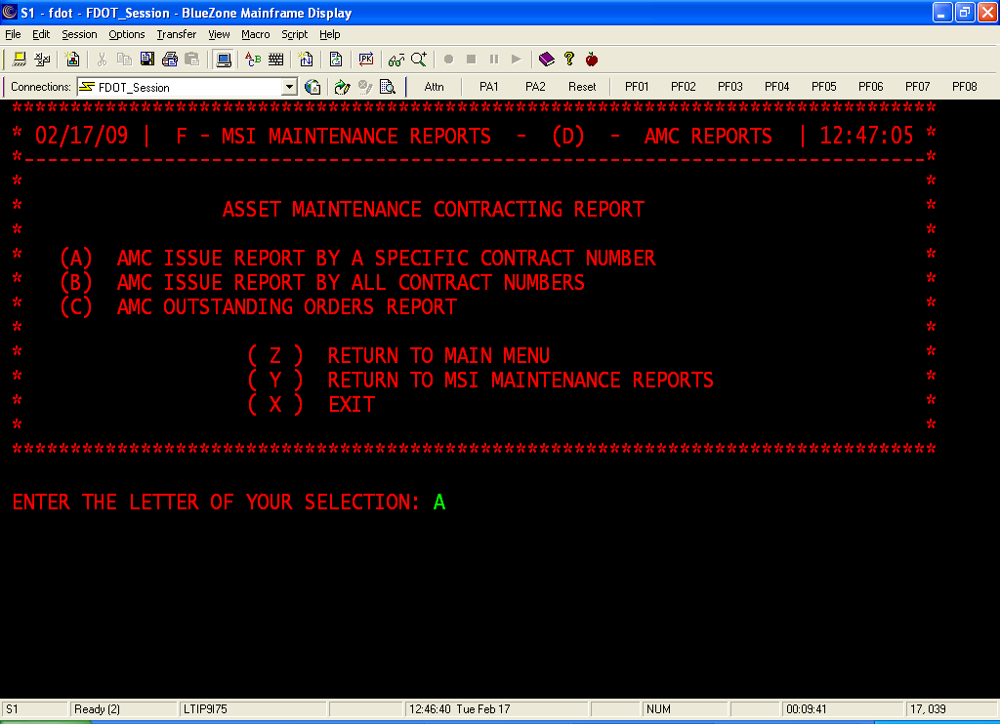 S1 - fdot - FDOT_Session - BlueZone Mainframe Display
File Edit Session Options Transfer View Macro Script Help
Connections: FDOT_Session Attn PA1 PA2 Reset PF01 PF02 PF03 PF04 PF05 PF06 PF07 PF08
*******************************************************************************
* 02/17/09 | F - MSI MAINTENANCE REPORTS - (D) - AMC REPORTS | 12:47:05 *
*-----------------------------------------------------------------------------*
* *
* ASSET MAINTENANCE CONTRACTING REPORT *
* *
* (A) AMC ISSUE REPORT BY A SPECIFIC CONTRACT NUMBER *
* (B) AMC ISSUE REPORT BY ALL CONTRACT NUMBERS *
* (C) AMC OUTSTANDING ORDERS REPORT *
* *
* ( Z ) RETURN TO MAIN MENU *
* ( Y ) RETURN TO MSI MAINTENANCE REPORTS *
* ( X ) EXIT *
* *
*******************************************************************************
ENTER THE LETTER OF YOUR SELECTION: A
S1 Ready (2) LTIP9I75 12:46:40 Tue Feb 17 NUM 00:09:41 17, 039